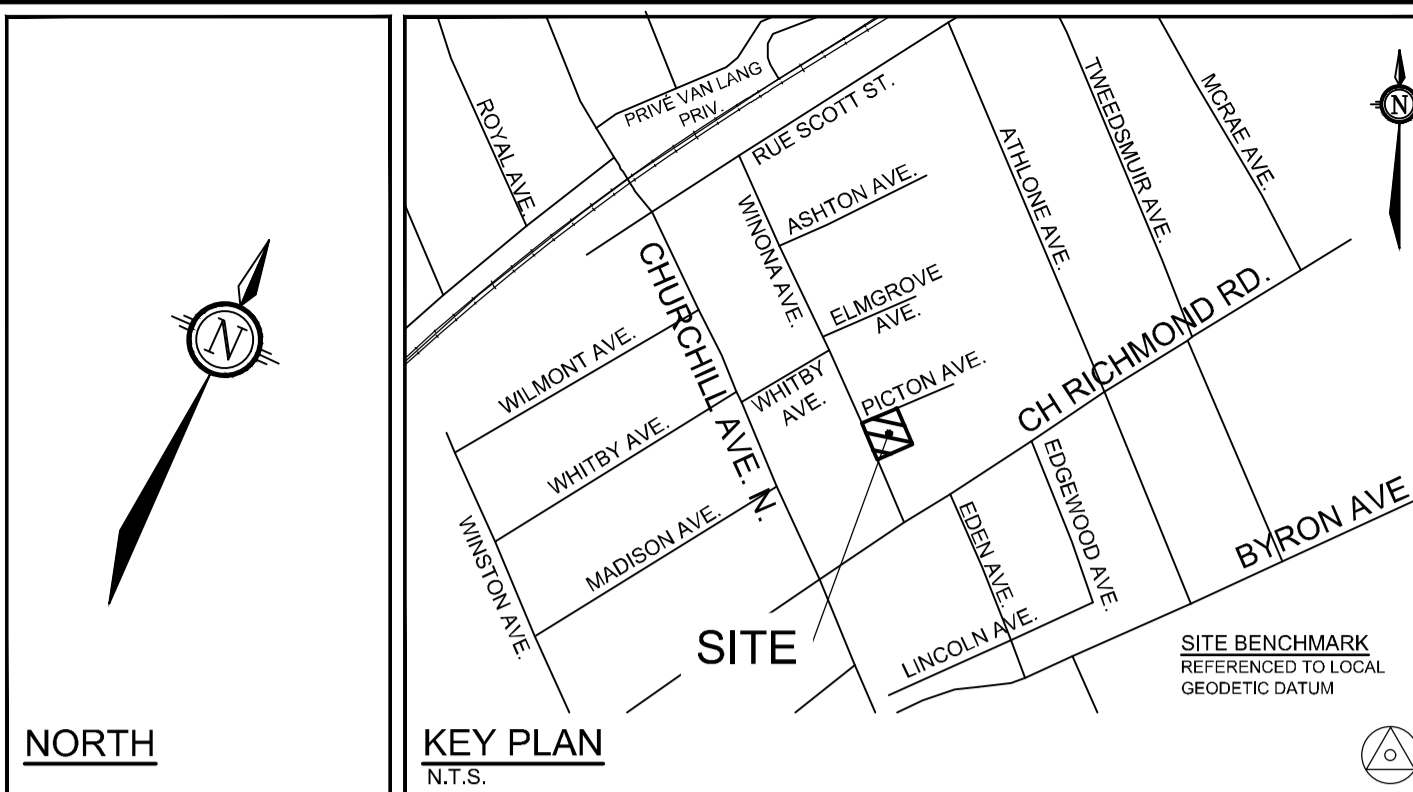 N
NORTH
ROYAL AVE.
PRIVÉ VAN LANG
PRIV.
RUE SCOTT ST.
ASHTON AVE.
WINONA AVE.
ELMGROVE
AVE.
ATHLONE AVE.
TWEEDSMUIR AVE.
MCRAE AVE.
N
CHURCHILL AVE. N.
WILMONT AVE.
WHITBY
AVE.
PICTON AVE.
CH RICHMOND RD.
WHITBY AVE.
MADISON AVE.
WINSTON AVE.
EDEN AVE.
EDGEWOOD AVE.
BYRON AVE
LINCOLN AVE.
SITE
SITE BENCHMARK
REFERENCED TO LOCAL
GEODETIC DATUM
KEY PLAN
N.T.S.